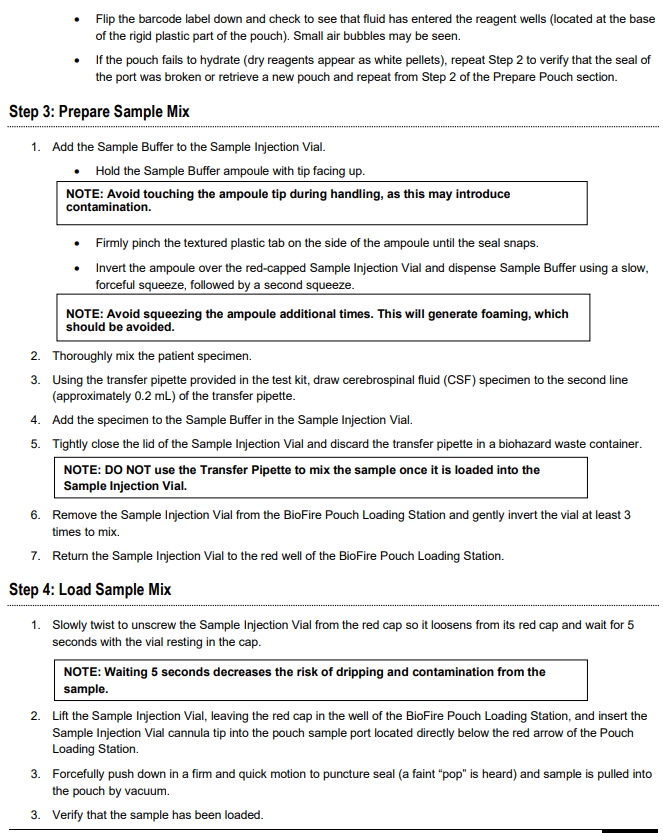 • Flip the barcode label down and check to see that fluid has entered the reagent wells (located at the base
of the rigid plastic part of the pouch). Small air bubbles may be seen.
• If the pouch fails to hydrate (dry reagents appear as white pellets), repeat Step 2 to verify that the seal of
the port was broken or retrieve a new pouch and repeat from Step 2 of the Prepare Pouch section.
Step 3: Prepare Sample Mix
1. Add the Sample Buffer to the Sample Injection Vial.
• Hold the Sample Buffer ampoule with tip facing up.
NOTE: Avoid touching the ampoule tip during handling, as this may introduce
contamination.
• Firmly pinch the textured plastic tab on the side of the ampoule until the seal snaps.
• Invert the ampoule over the red-capped Sample Injection Vial and dispense Sample Buffer using a slow,
forceful squeeze, followed by a second squeeze.
NOTE: Avoid squeezing the ampoule additional times. This will generate foaming, which
should be avoided.
2. Thoroughly mix the patient specimen.
3. Using the transfer pipette provided in the test kit, draw cerebrospinal fluid (CSF) specimen to the second line
(approximately 0.2 mL) of the transfer pipette.
4. Add the specimen to the Sample Buffer in the Sample Injection Vial.
5. Tightly close the lid of the Sample Injection Vial and discard the transfer pipette in a biohazard waste container.
NOTE: DO NOT use the Transfer Pipette to mix the sample once it is loaded into the
Sample Injection Vial.
6. Remove the Sample Injection Vial from the BioFire Pouch Loading Station and gently invert the vial at least 3
times to mix.
7. Return the Sample Injection Vial to the red well of the BioFire Pouch Loading Station.
Step 4: Load Sample Mix
1. Slowly twist to unscrew the Sample Injection Vial from the red cap so it loosens from its red cap and wait for 5
seconds with the vial resting in the cap.
NOTE: Waiting 5 seconds decreases the risk of dripping and contamination from the
sample.
2. Lift the Sample Injection Vial, leaving the red cap in the well of the BioFire Pouch Loading Station, and insert the
Sample Injection Vial cannula tip into the pouch sample port located directly below the red arrow of the Pouch
Loading Station.
3. Forcefully push down in a firm and quick motion to puncture seal (a faint “pop” is heard) and sample is pulled into
the pouch by vacuum.
3. Verify that the sample has been loaded.